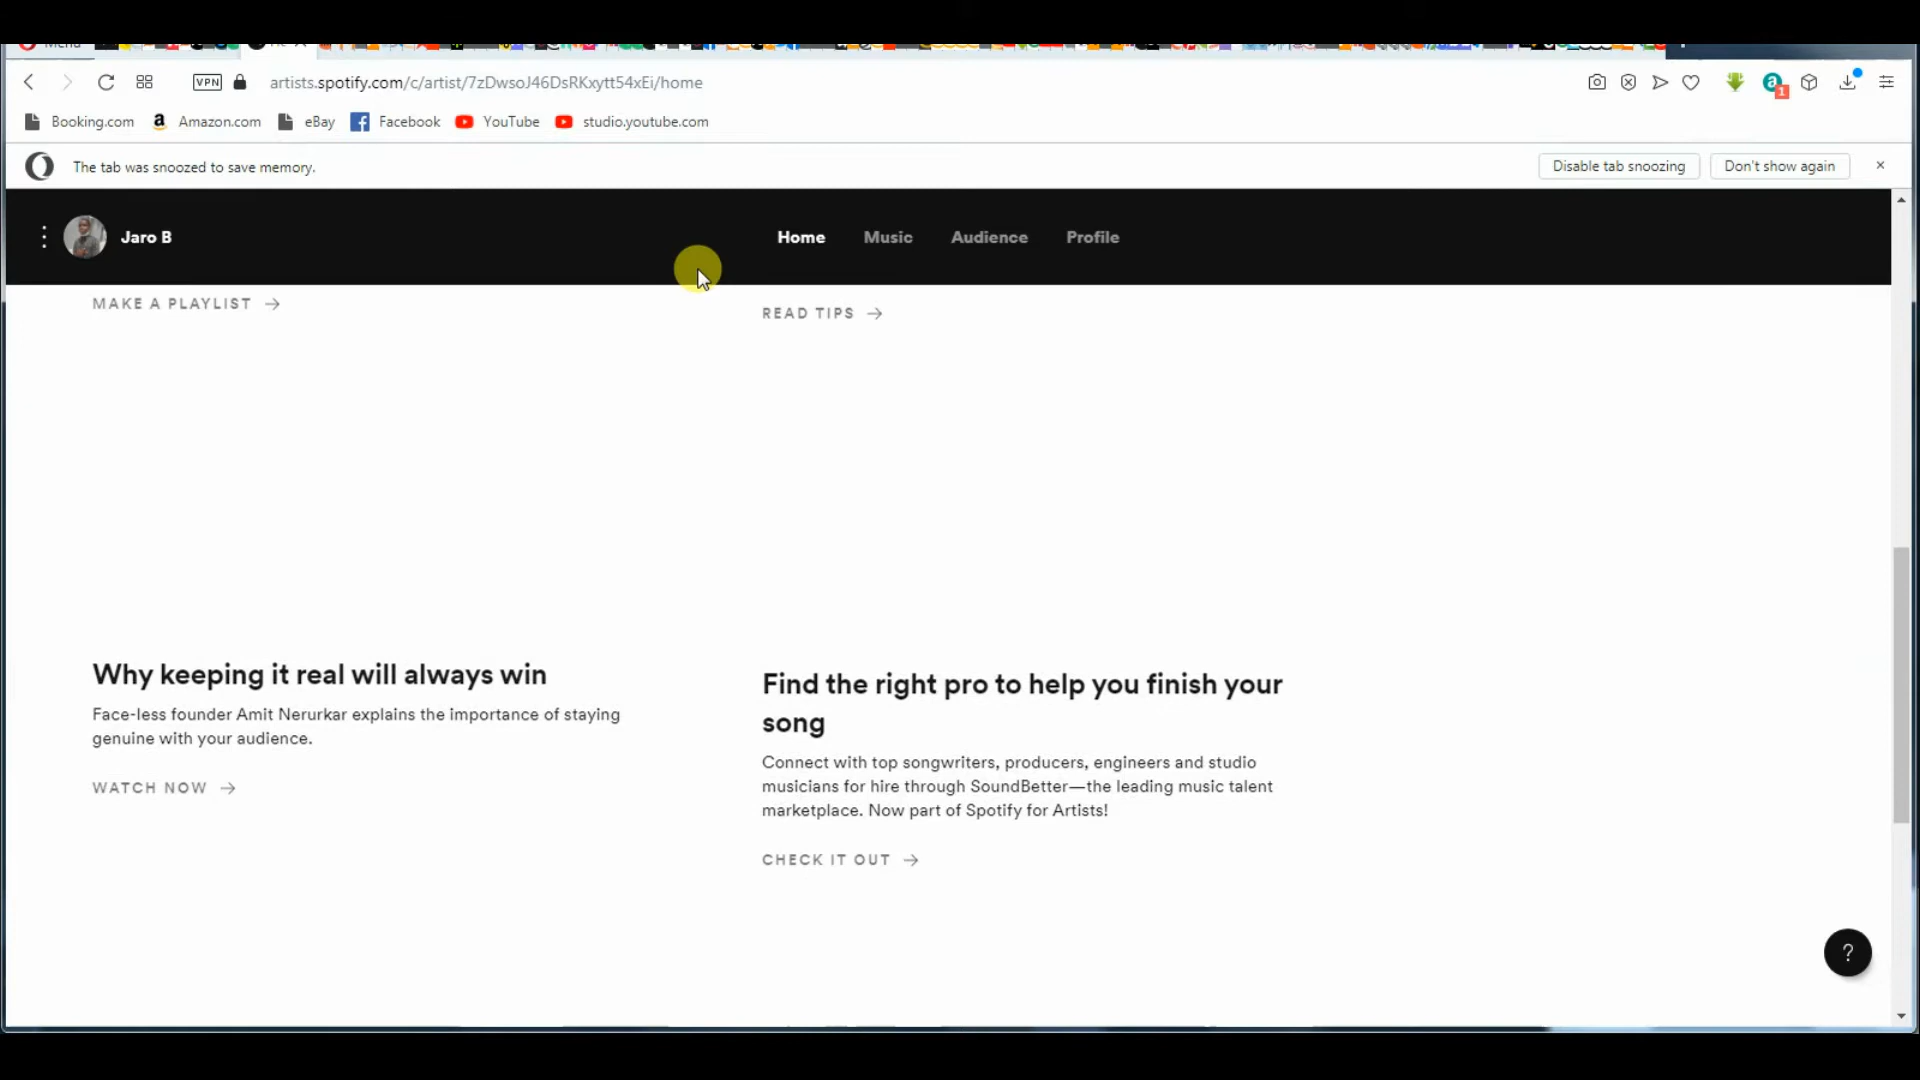 Menu
VPN
artists.spotify.com/c/artist/7zDwsoJ46DsRKxytt54xEi/home
1
Booking.com
a
Amazon.com
eBay
Facebook
YouTube
studio.youtube.com
The tab was snoozed to save memory.
Disable tab snoozing
Don't show again
Jaro B
Home
Music
Audience
Profile
MAKE A PLAYLIST →
READ TIPS →
Why keeping it real will always win
Face-less founder Amit Nerurkar explains the importance of staying
genuine with your audience.
WATCH NOW →
Find the right pro to help you finish your
song
Connect with top songwriters, producers, engineers and studio
musicians for hire through SoundBetter—the leading music talent
marketplace. Now part of Spotify for Artists!
CHECK IT OUT →
?